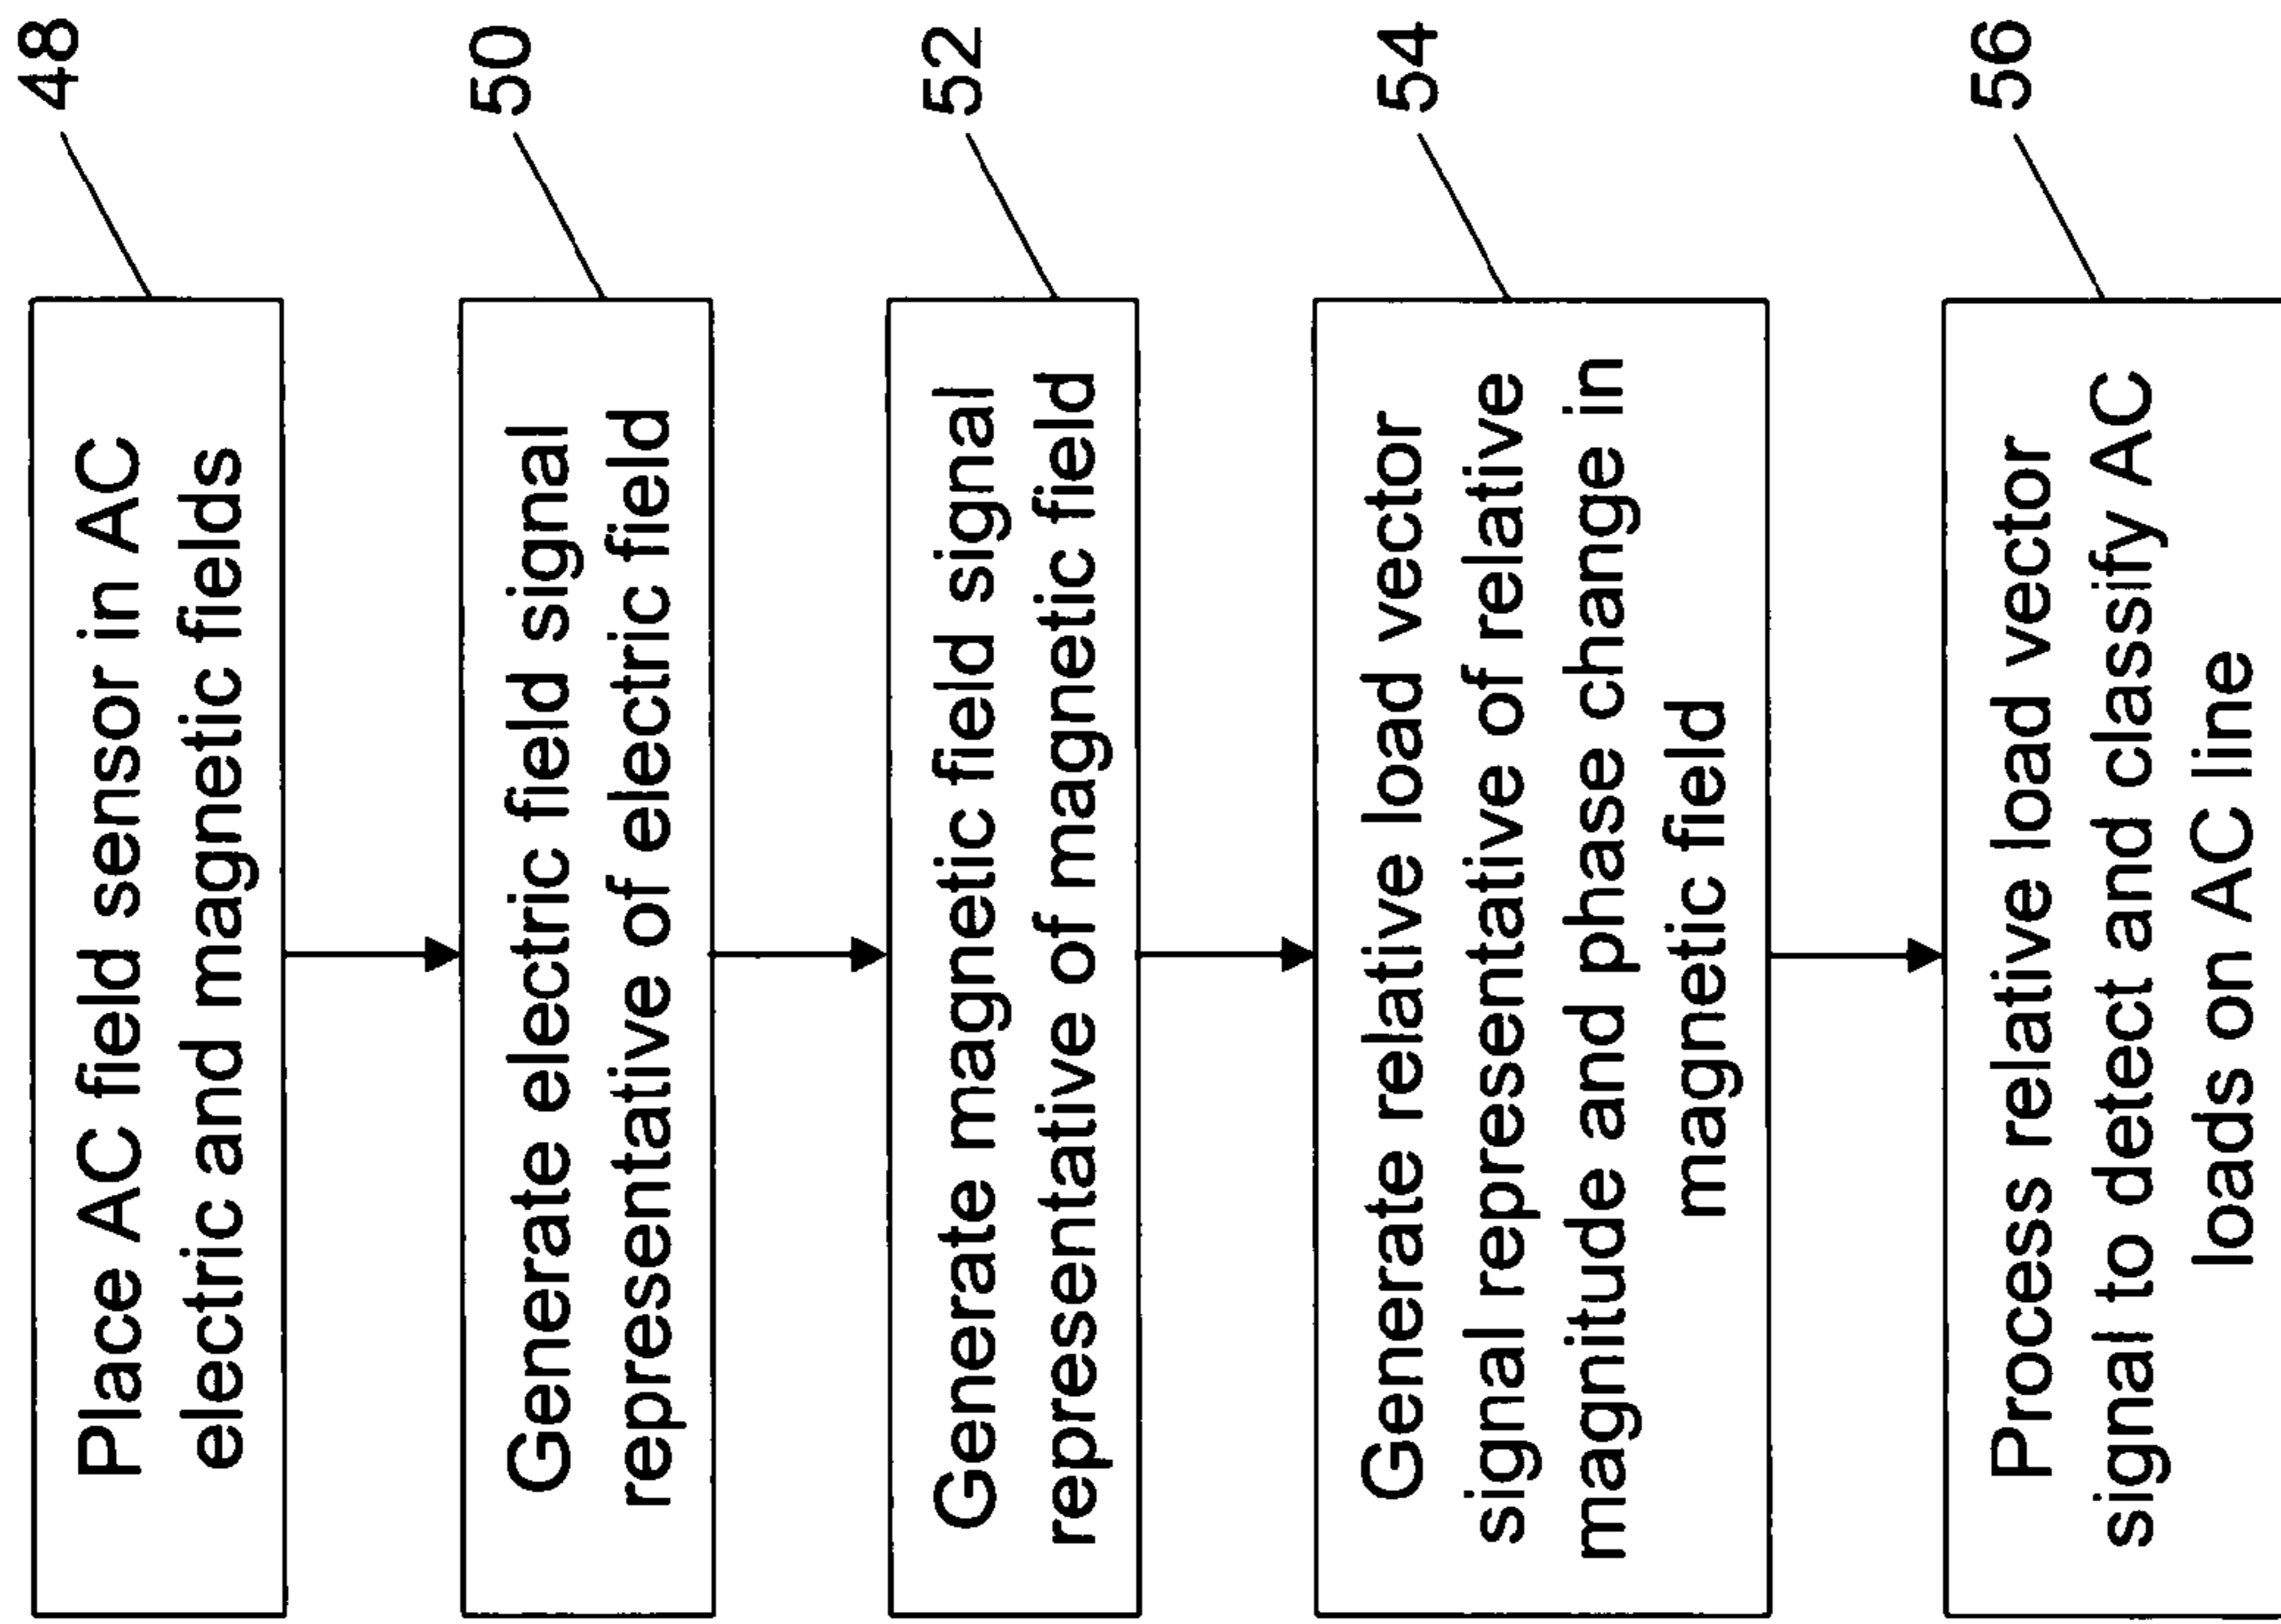 Place AC field sensor in AC
electric and magnetic fields
48
Generate electric field signal
representative of electric field
50
Generate magnetic field signal
representative of magnetic field
52
Generate relative load vector
signal representative of relative
magnitude and phase change in
magnetic field
54
Process relative load vector
signal to detect and classify AC
loads on AC line
56